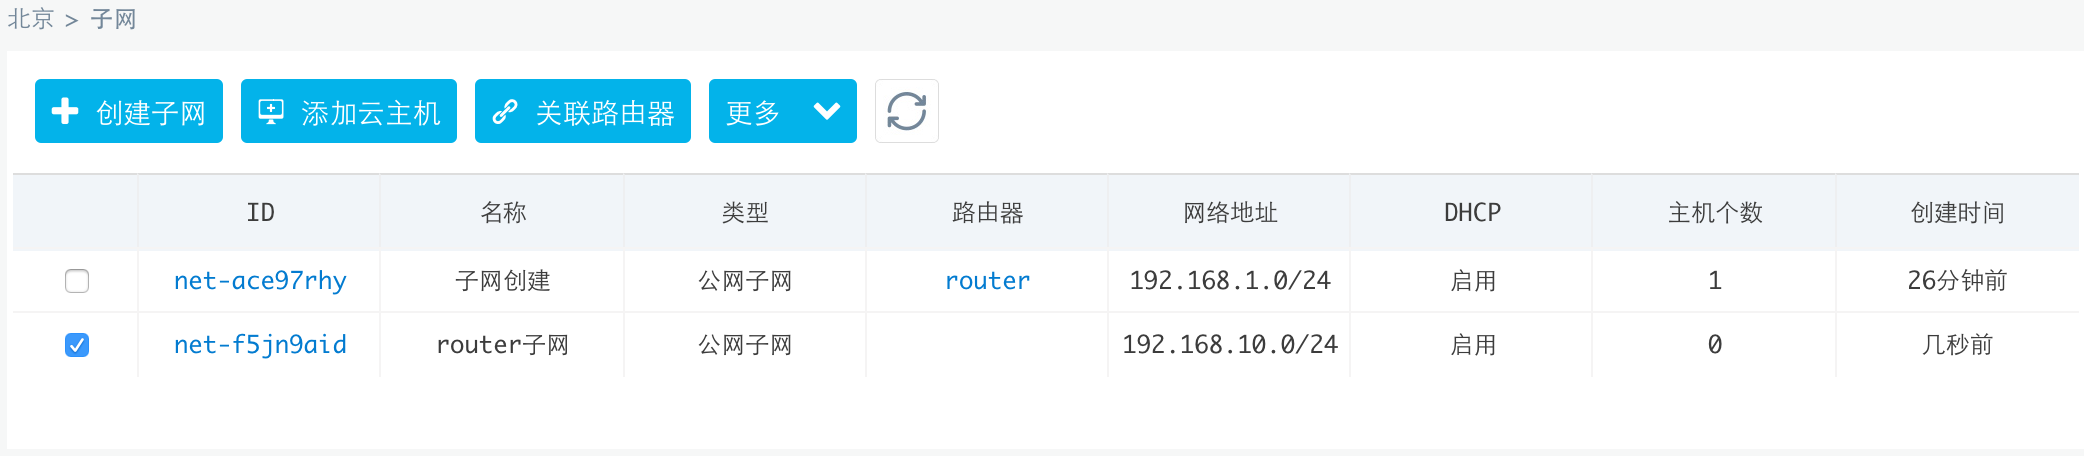 北京 > 子网
创建子网 添加云主机 关联路由器 更多
ID 名称 类型 路由器 网络地址 DHCP 主机个数 创建时间
net-ace97rhy 子网创建 公网子网 router 192.168.1.0/24 启用 1 26分钟前
net-f5jn9aid router子网 公网子网 192.168.10.0/24 启用 0 几秒前